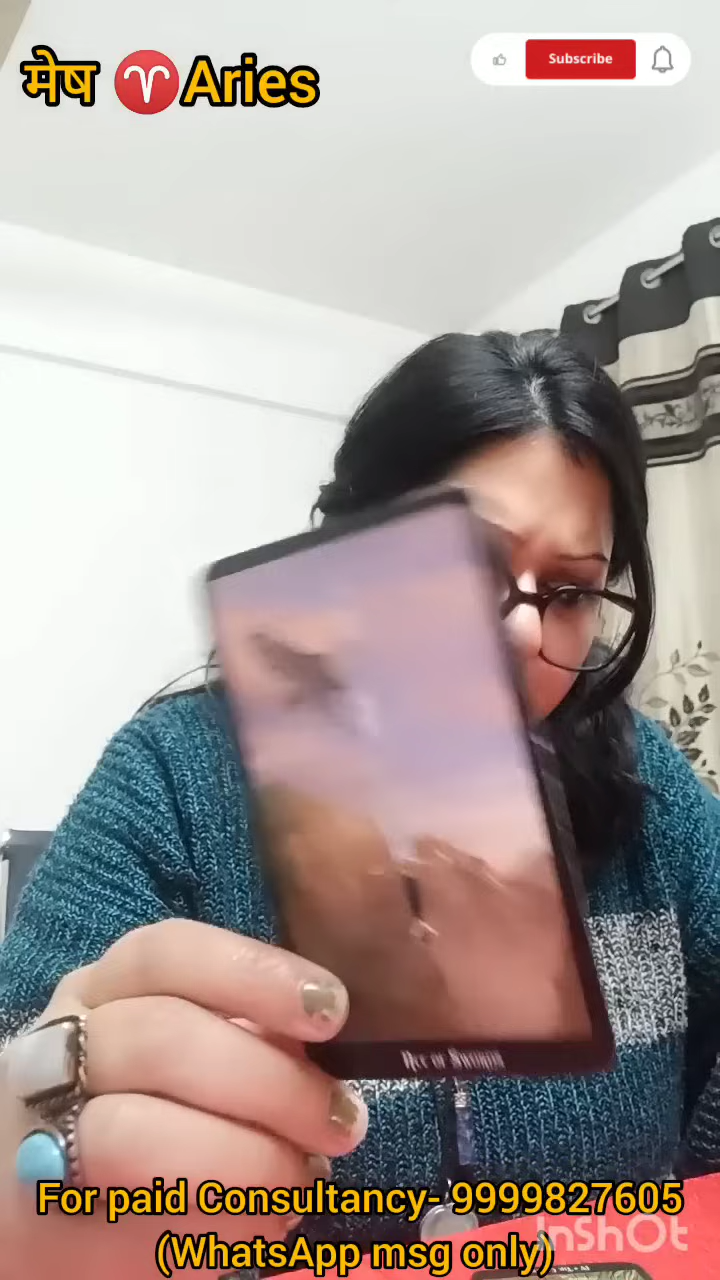 मेष ♈ Aries
Subscribe
For paid Consultancy- 9999827605
(WhatsApp msg only)
InShOt